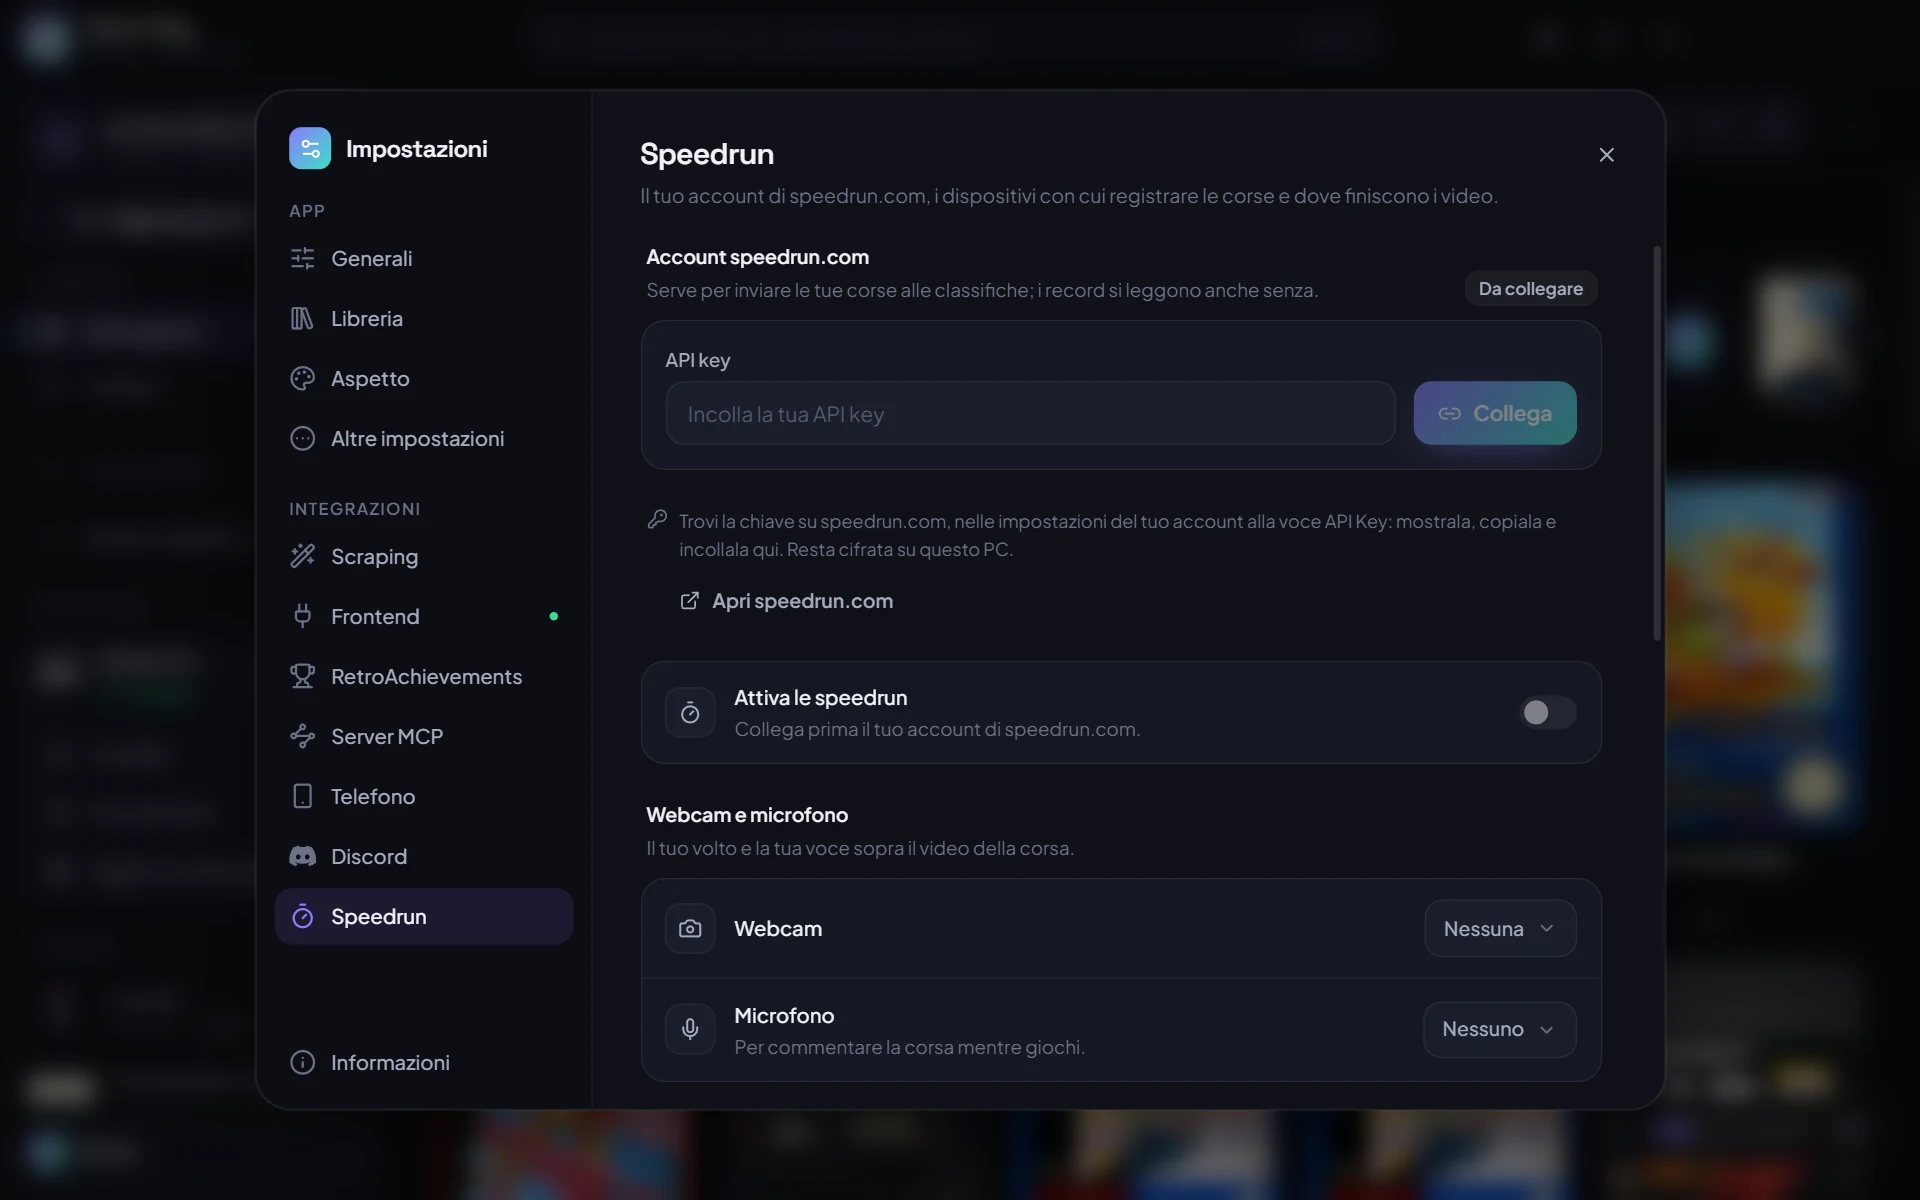 Impostazioni
APP
Generali
Libreria
Aspetto
Altre impostazioni
INTEGRAZIONI
Scraping
Frontend
RetroAchievements
Server MCP
Telefono
Discord
Speedrun
Informazioni
Speedrun
Il tuo account di speedrun.com, i dispositivi con cui registrare le corse e dove finiscono i video.
Account speedrun.com
Serve per inviare le tue corse alle classifiche; i record si leggono anche senza.
Da collegare
API key
Incolla la tua API key
Collega
Trovi la chiave su speedrun.com, nelle impostazioni del tuo account alla voce API Key: mostrala, copiala e
incollala qui. Resta cifrata su questo PC.
Apri speedrun.com
Attiva le speedrun
Collega prima il tuo account di speedrun.com.
Webcam e microfono
Il tuo volto e la tua voce sopra il video della corsa.
Webcam
Nessuna
Microfono
Per commentare la corsa mentre giochi.
Nessuno